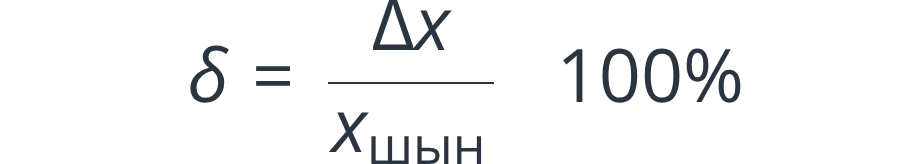 δ = Δx / xшын 100%